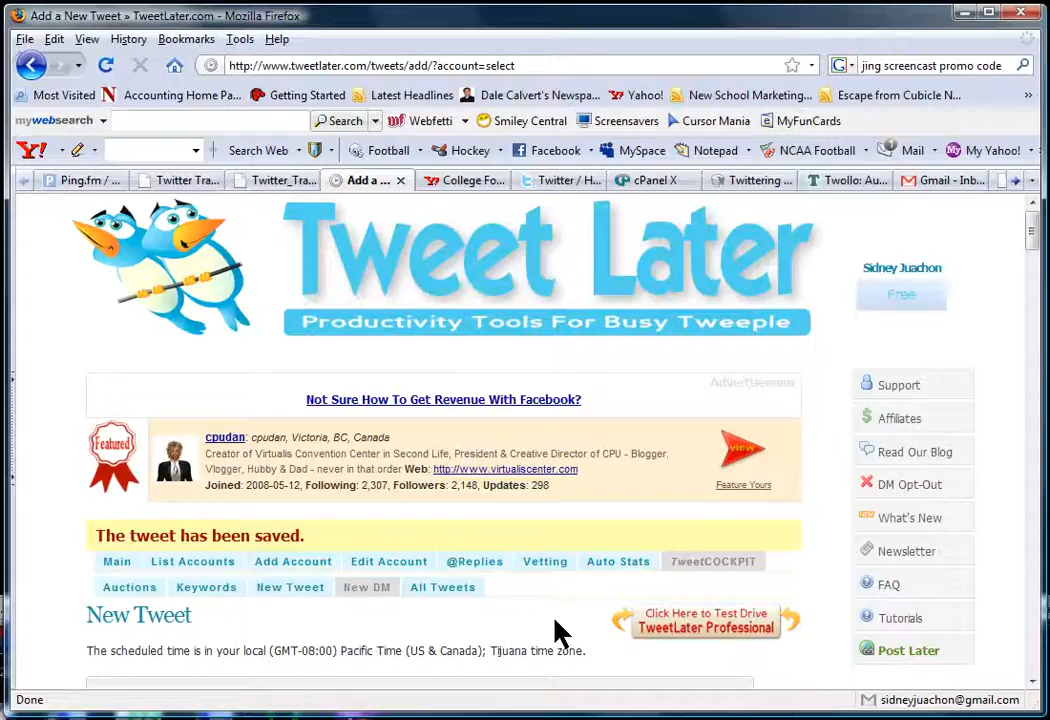 Add a New Tweet » TweetLater.com - Mozilla Firefox
File Edit View History Bookmarks Tools Help
http://www.tweetlater.com/tweets/add/?account=select
G jing screencast promo code
Most Visited Accounting Home Pa... Getting Started Latest Headlines Dale Calvert's Newspa... Yahoo! New School Marketing... Escape from Cubicle N... »
mywebsearch Search Webfetti Smiley Central Screensavers Cursor Mania MyFunCards
Y! Search Web Football Hockey Facebook MySpace Notepad NCAA Football Mail My Yahoo!
Ping.fm / ... Twitter Tra... Twitter_Tra... Add a ... College Fo... Twitter / H... cPanel X Twittering ... Twollo: Au... Gmail - Inb...
Tweet Later
Productivity Tools For Busy Tweeple
Sidney Juachon
Free
Advertisement
Not Sure How To Get Revenue With Facebook?
Featured
cpudan: cpudan, Victoria, BC, Canada
Creator of Virtualis Convention Center in Second Life, President & Creative Director of CPU - Blogger,
Vlogger, Hubby & Dad - never in that order Web: http://www.virtualiscenter.com
Joined: 2008-05-12, Following: 2,307, Followers: 2,148, Updates: 298
view
Feature Yours
The tweet has been saved.
Main List Accounts Add Account Edit Account @Replies Vetting Auto Stats TweetCOCKPIT
Auctions Keywords New Tweet New DM All Tweets
New Tweet
Click Here to Test Drive
TweetLater Professional
The scheduled time is in your local (GMT-08:00) Pacific Time (US & Canada); Tijuana time zone.
Support
Affiliates
Read Our Blog
DM Opt-Out
NEW What's New
Newsletter
FAQ
Tutorials
Post Later
Done
sidneyjuachon@gmail.com